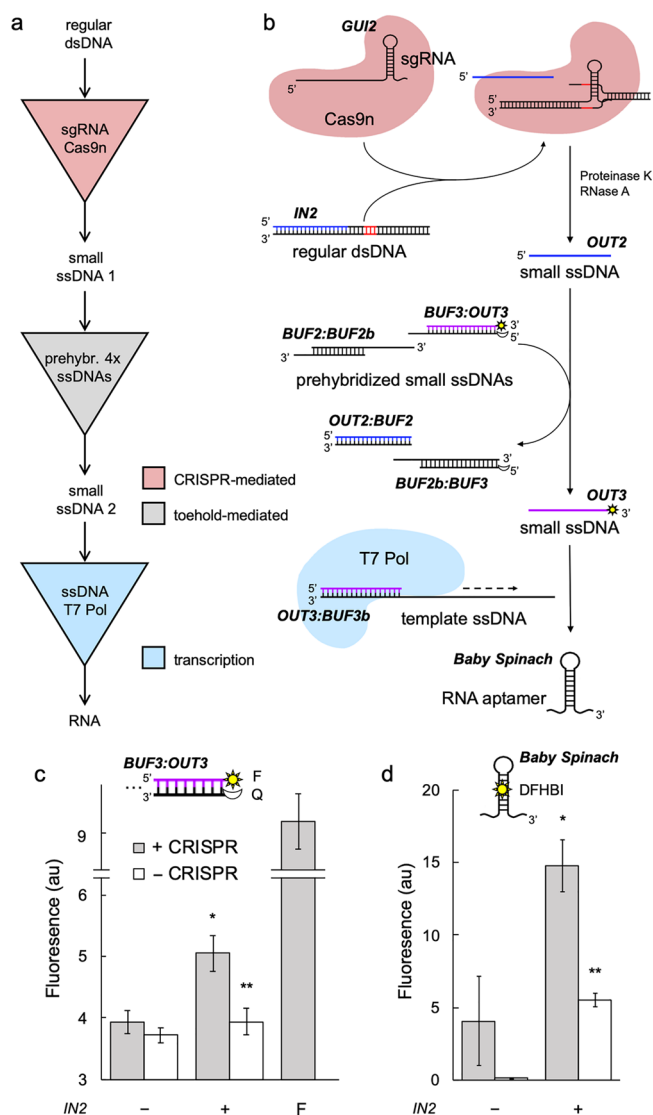 a
regular
dsDNA
sgRNA
Cas9n
small
ssDNA 1
prehybr. 4x
ssDNAs
CRISPR-mediated
toehold-mediated
small
ssDNA 2
ssDNA
T7 Pol
transcription
RNA
b
GUI2
sgRNA
5’
Cas9n
5’
5’
3’
Proteinase K
RNase A
IN2
5’
3’
regular dsDNA
OUT2
5’
small ssDNA
BUF3:OUT3
3’
5’
BUF2:BUF2b
3’
3’
prehybridized small ssDNAs
OUT2:BUF2
5’
3’
3’
5’
BUF2b:BUF3
OUT3
3’
small ssDNA
T7 Pol
5’
3’
OUT3:BUF3b
template ssDNA
Baby Spinach
RNA aptamer
3’
c
BUF3:OUT3
5’
F
...
3’
Q
+ CRISPR
– CRISPR
Fluoresence (au)
9
6
5
4
3
*
**
IN2
–
+
F
d
Baby Spinach
DFHBI
3’
Fluoresence (au)
20
15
10
5
0
*
**
IN2
–
+